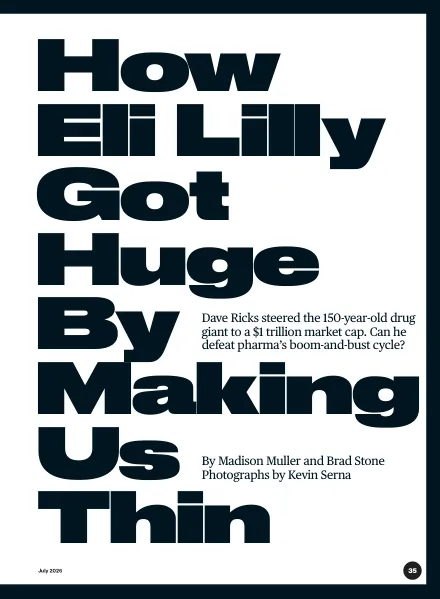 How
Eli Lilly
Got
Huge
By
Dave Ricks steered the 150-year-old drug
giant to a $1 trillion market cap. Can he
defeat pharma's boom-and-bust cycle?
Making
Us
By Madison Muller and Brad Stone
Photographs by Kevin Serna
Thin
July 2026
35